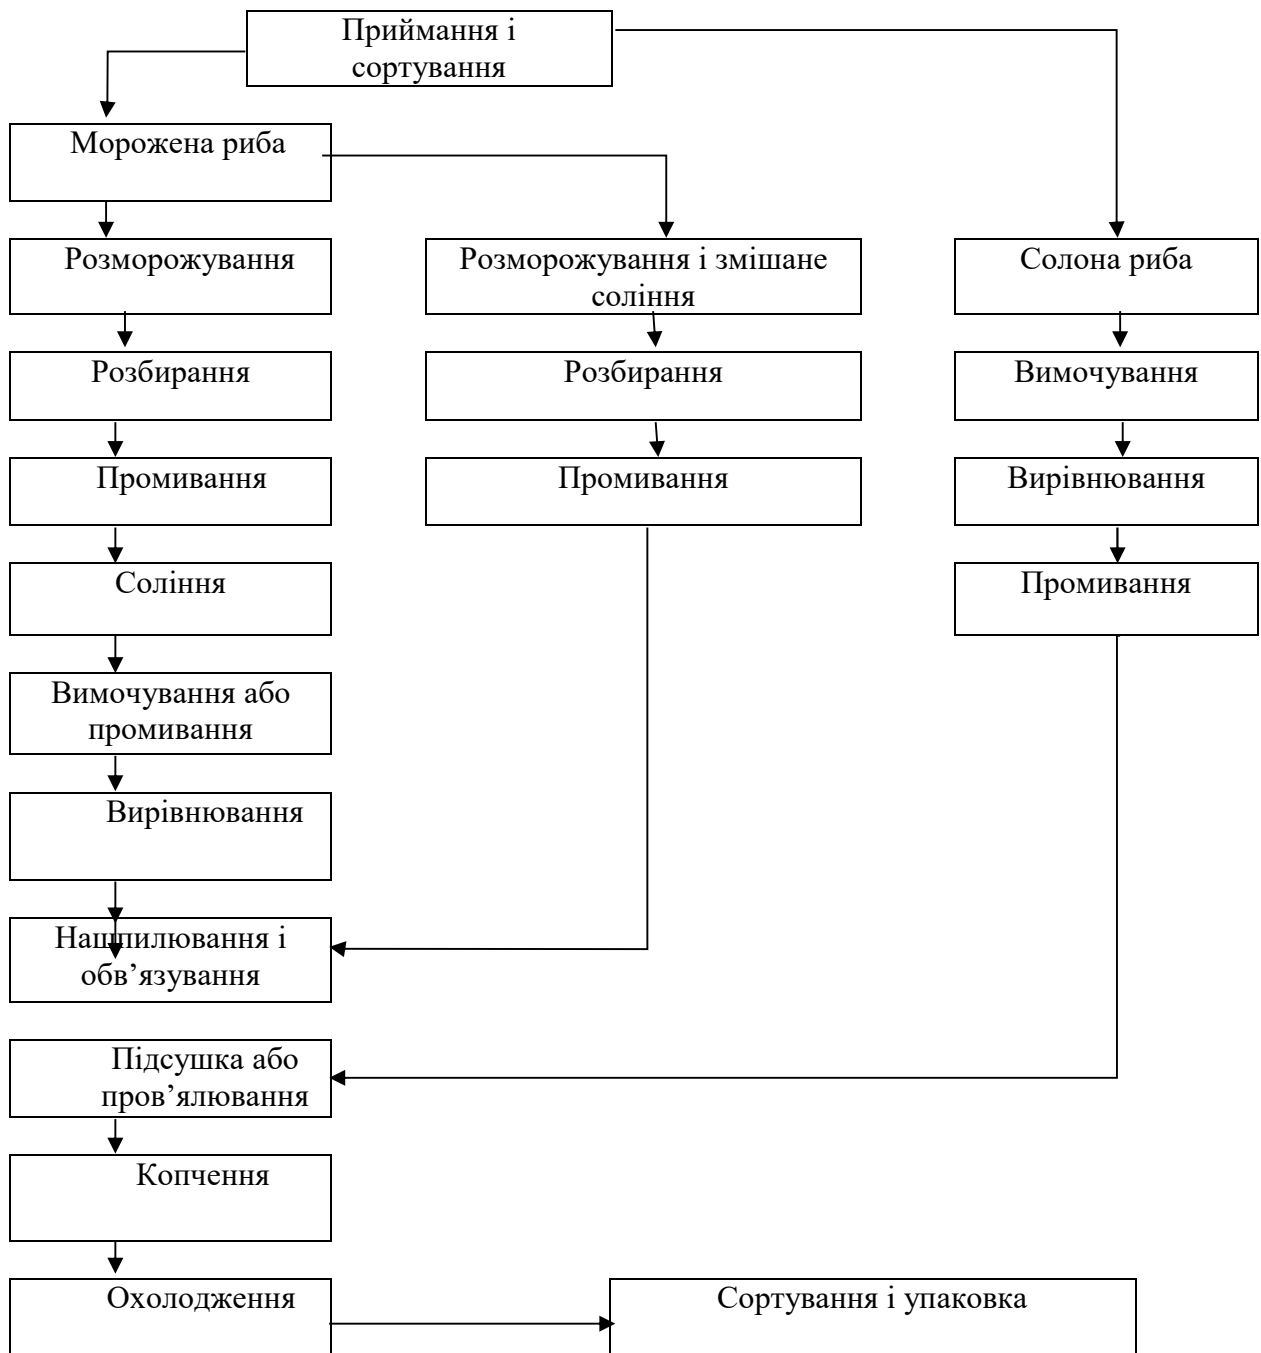 Приймання і
сортування
Морожена риба
Розморожування
Розморожування і змішане
соління
Солона риба
Розбирання
Розбирання
Вимочування
Промивання
Промивання
Вирівнювання
Соління
Промивання
Вимочування або
промивання
Вирівнювання
Нашпилювання і
обв’язування
Підсушка або
пров’ялювання
Копчення
Охолодження
Сортування і упаковка